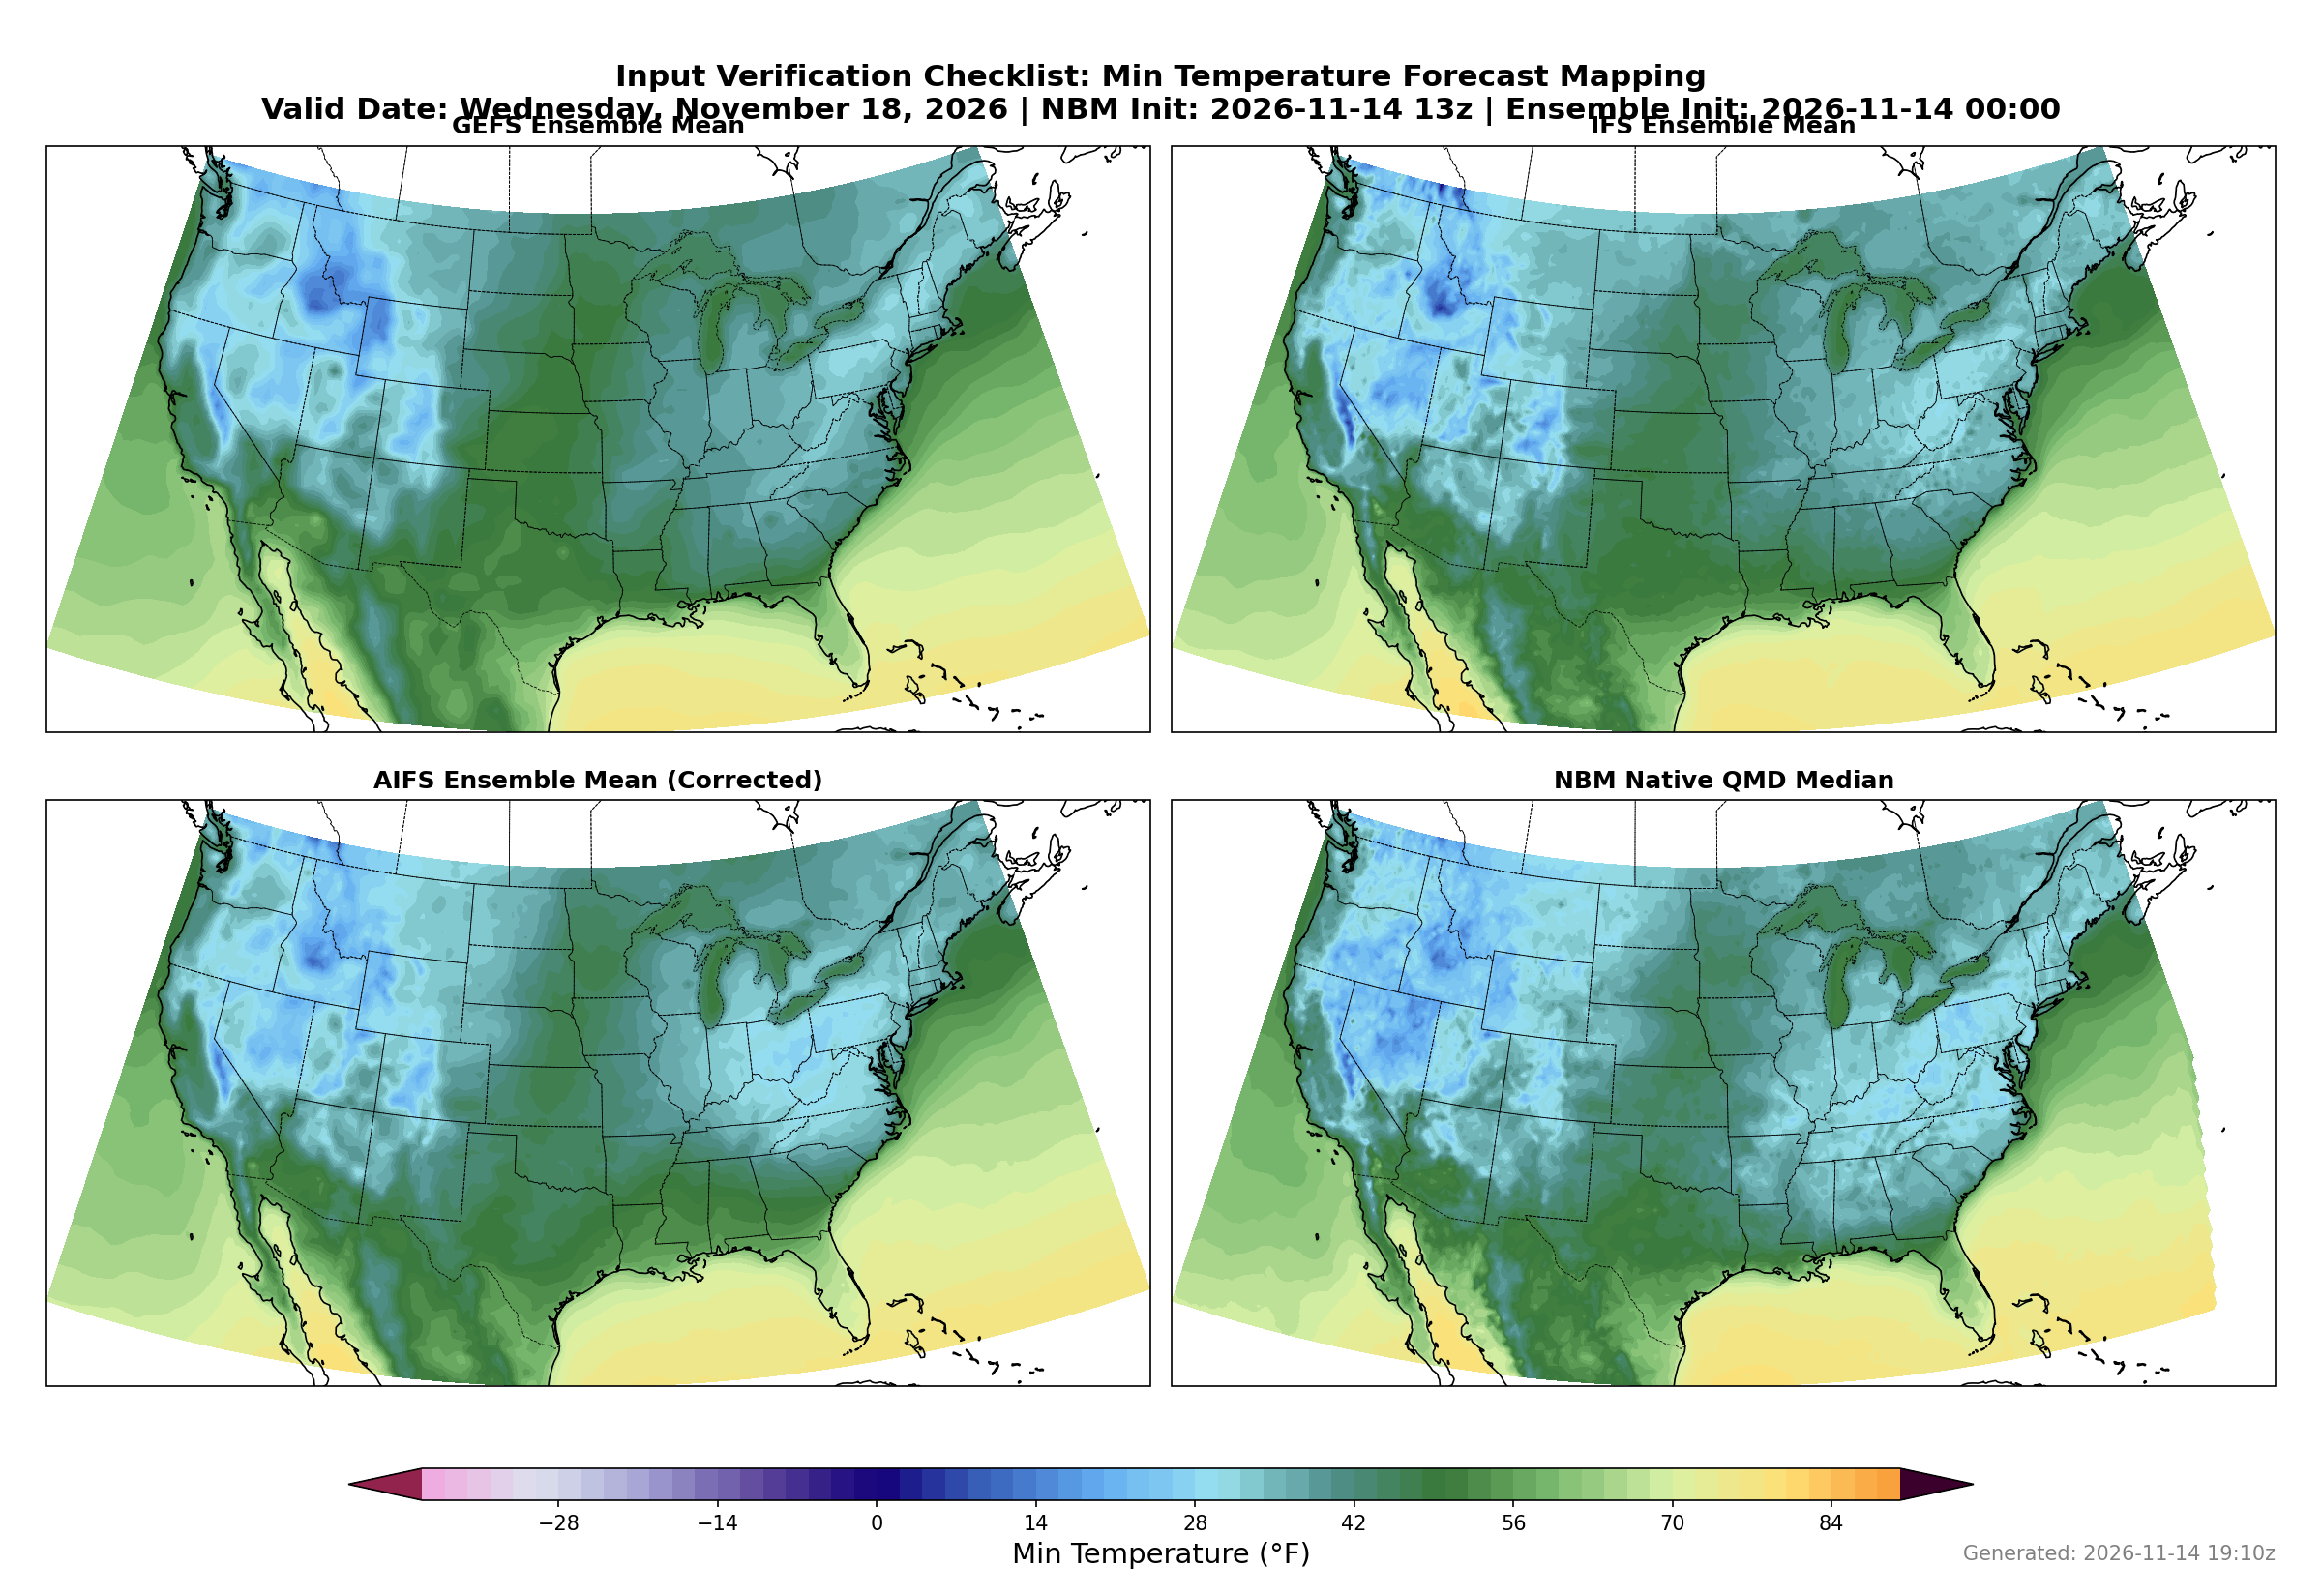 Input Verification Checklist: Min Temperature Forecast Mapping
Valid Date: Wednesday, November 18, 2026 | NBM Init: 2026-11-14 13z | Ensemble Init: 2026-11-14 00:00
GEFS Ensemble Mean
IFS Ensemble Mean
AIFS Ensemble Mean (Corrected)
NBM Native QMD Median
−28 −14 0 14 28 42 56 70 84
Min Temperature (°F)
Generated: 2026-11-14 19:10z